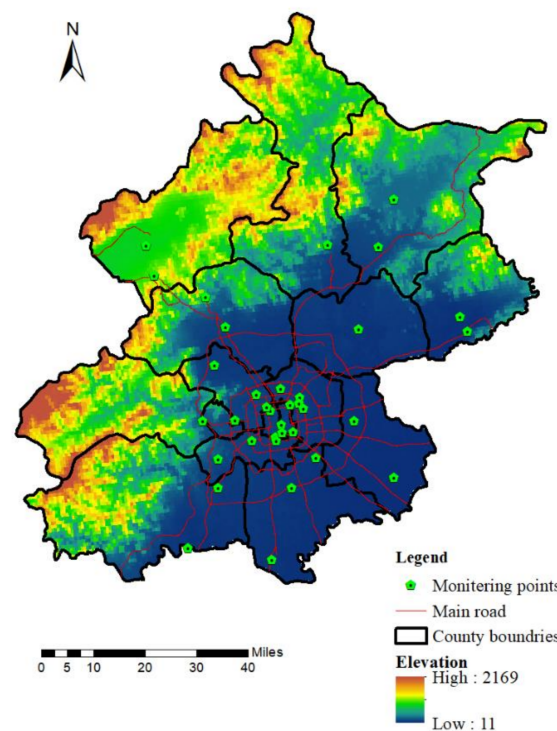 N
Legend
Monitering points
Main road
County boundries
Elevation
High : 2169
Low : 11
Miles
0 5 10 20 30 40